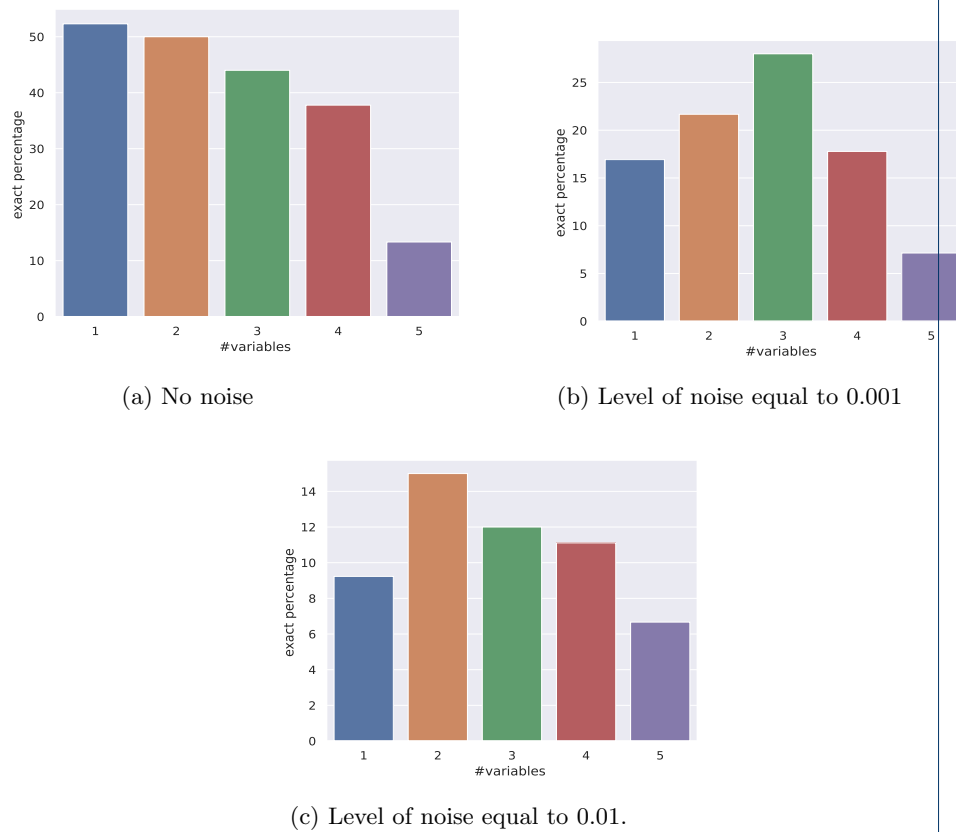 50
40
30
20
10
0
exact percentage
1 2 3 4 5
#variables
(a) No noise
25
20
15
10
5
0
exact percentage
1 2 3 4 5
#variables
(b) Level of noise equal to 0.001
14
12
10
8
6
4
2
0
exact percentage
1 2 3 4 5
#variables
(c) Level of noise equal to 0.01.